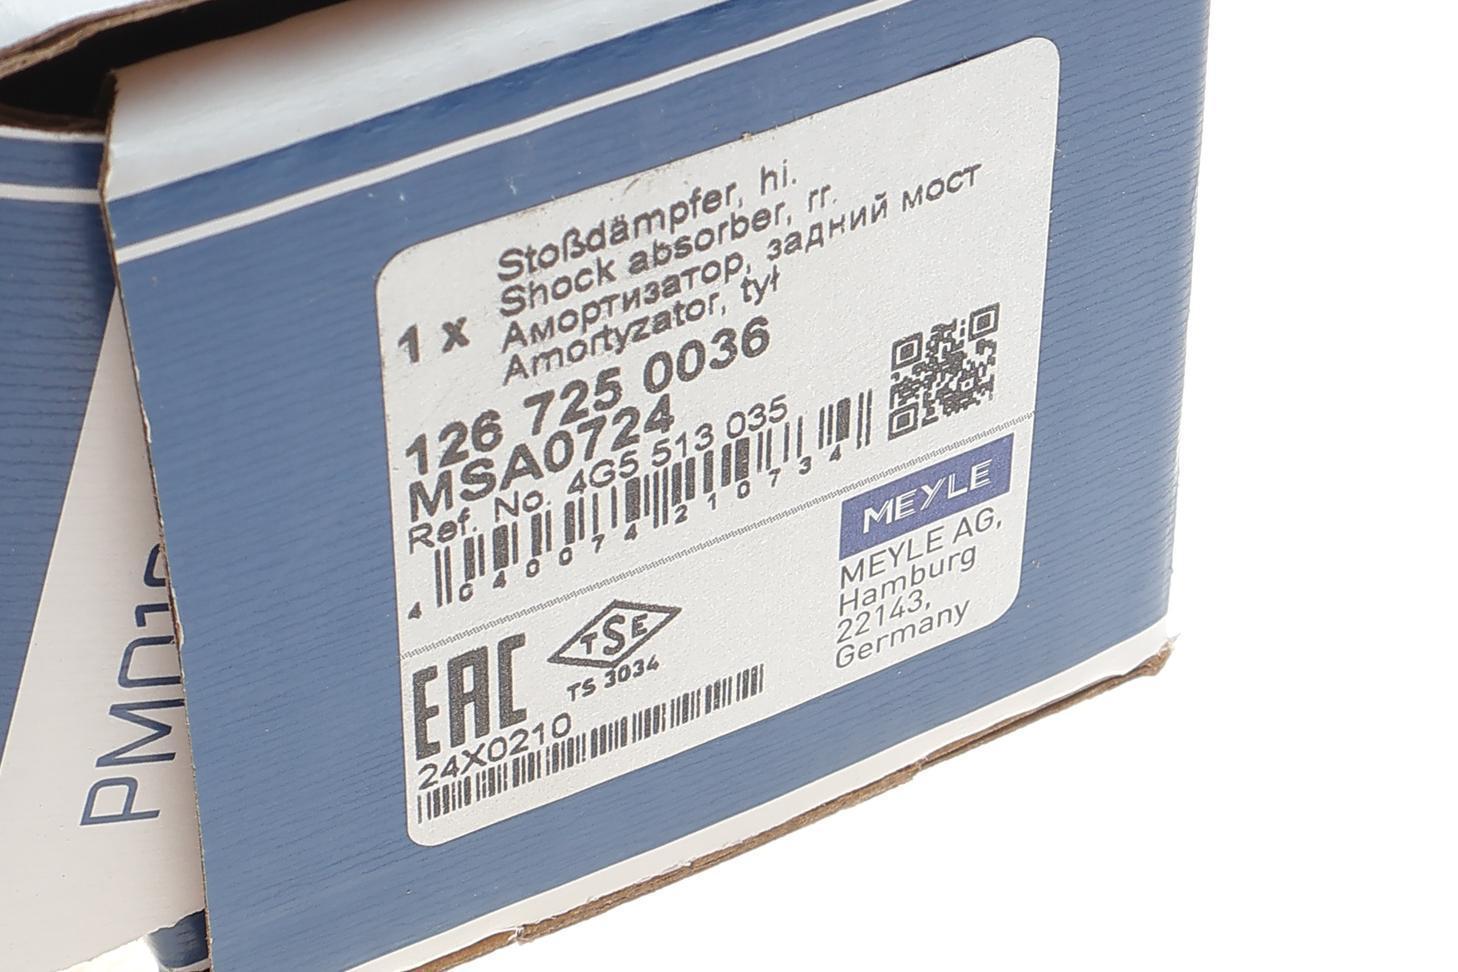 1 x
Stoßdämpfer, hi.
Shock absorber, rr.
Амортизатор, задний мост
Amortyzator, tył
126 725 0036
MSA0724
Ref. No. 4G5 513 035
4 040074 210734
MEYLE
MEYLE AG,
Hamburg
22143,
Germany
EAC
TSE
TS 3034
24X0210